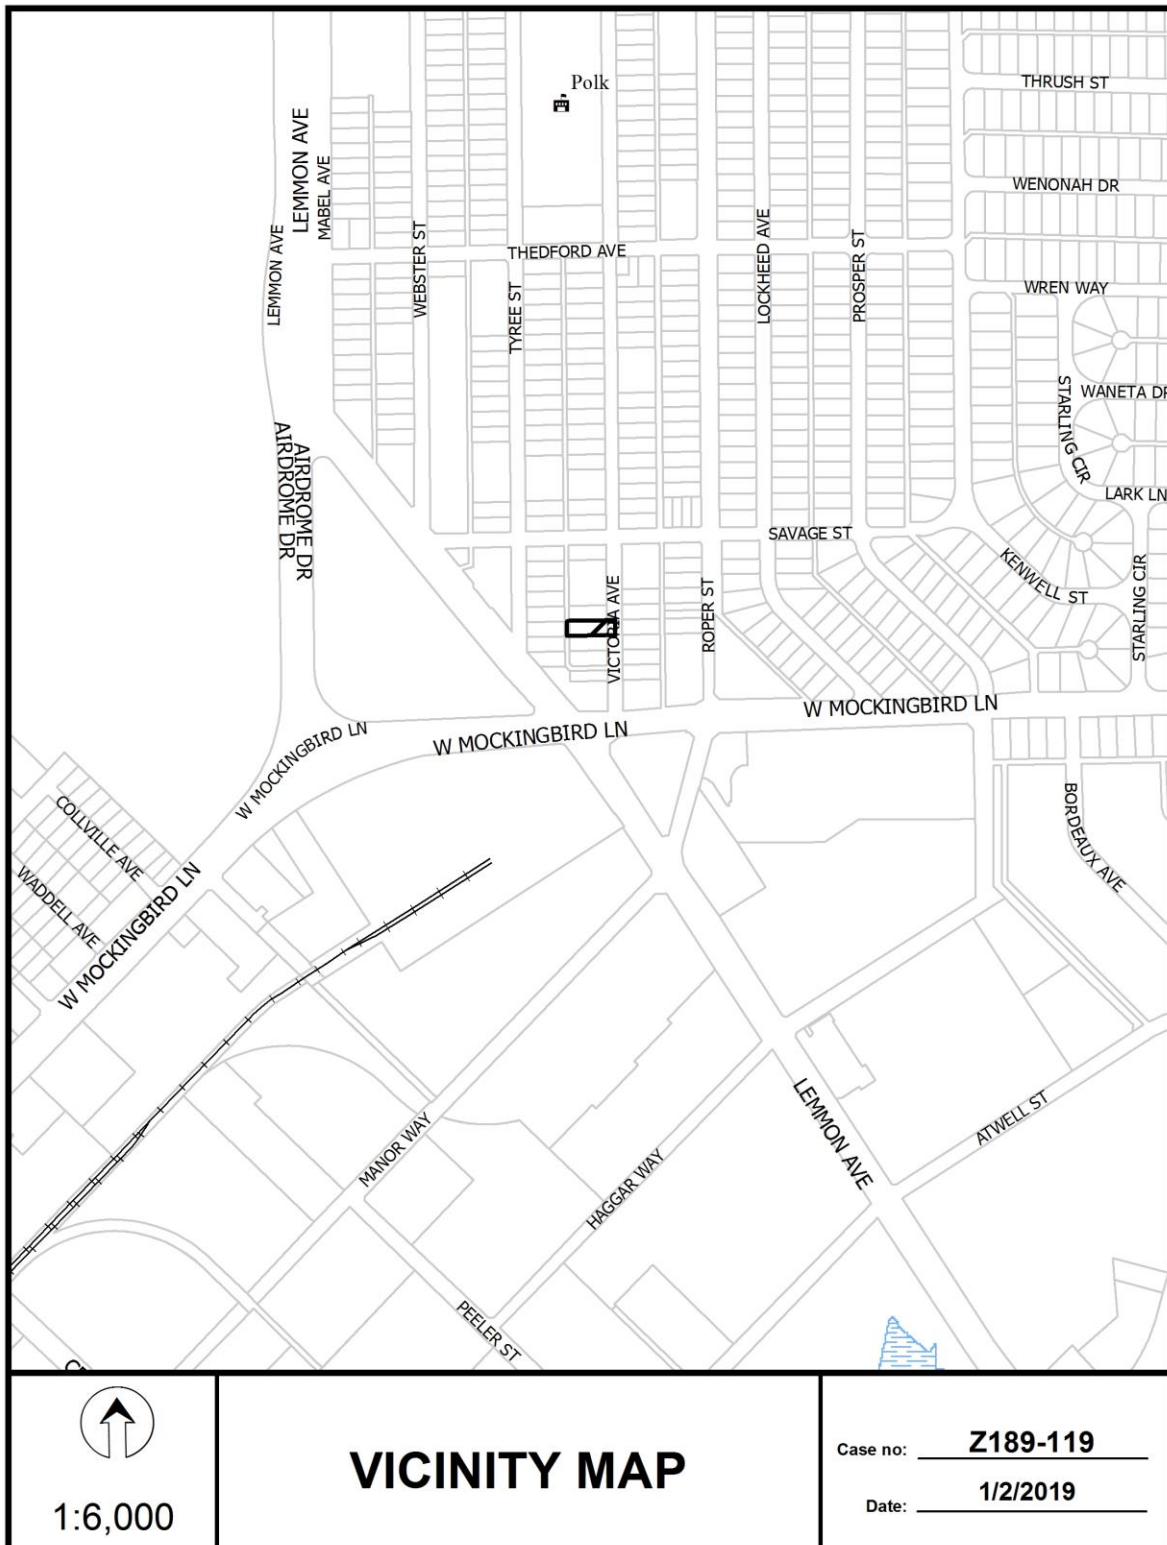 Polk
THRUSH ST
LEMMON AVE
MABEL AVE
WENONAH DR
LEMMON AVE
WEBSTER ST
THEDFORD AVE
LOCKHEED AVE
PROSPER ST
TYREE ST
WREN WAY
STARLING CIR
WANETA DR
AIRDROME DR
AIRDROME DR
LARK LN
SAVAGE ST
KENWELL ST
VICTORIA AVE
ROPER ST
STARLING CIR
W MOCKINGBIRD LN
W MOCKINGBIRD LN
W MOCKINGBIRD LN
COLLVILLE AVE
BORDEAUX AVE
WADDELL AVE
W MOCKINGBIRD LN
LEMMON AVE
ATWELL ST
MANOR WAY
HAGGAR WAY
PEELER ST
1:6,000
VICINITY MAP
Case no: Z189-119
Date: 1/2/2019